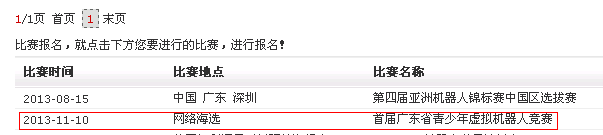 1/1页 首页 1 末页
比赛报名，就点击下方您要进行的比赛，进行报名！
比赛时间 比赛地点 比赛名称
2013-08-15 中国 广东 深圳 第四届亚洲机器人锦标赛中国区选拔赛
2013-11-10 网络海选 首届广东省青少年虚拟机器人竞赛